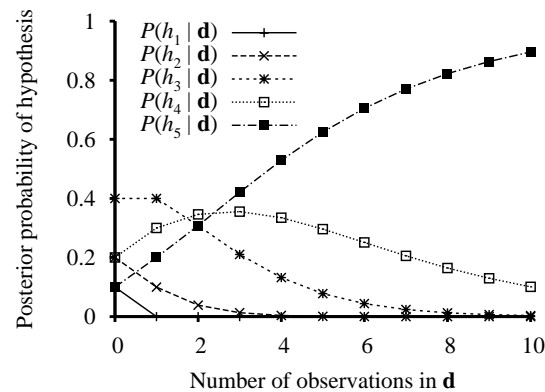 Posterior probability of hypothesis
1
0.8
0.6
0.4
0.2
0
P(h₁ | d)
P(h₂ | d)
P(h₃ | d)
P(h₄ | d)
P(h₅ | d)
0 2 4 6 8 10
Number of observations in d